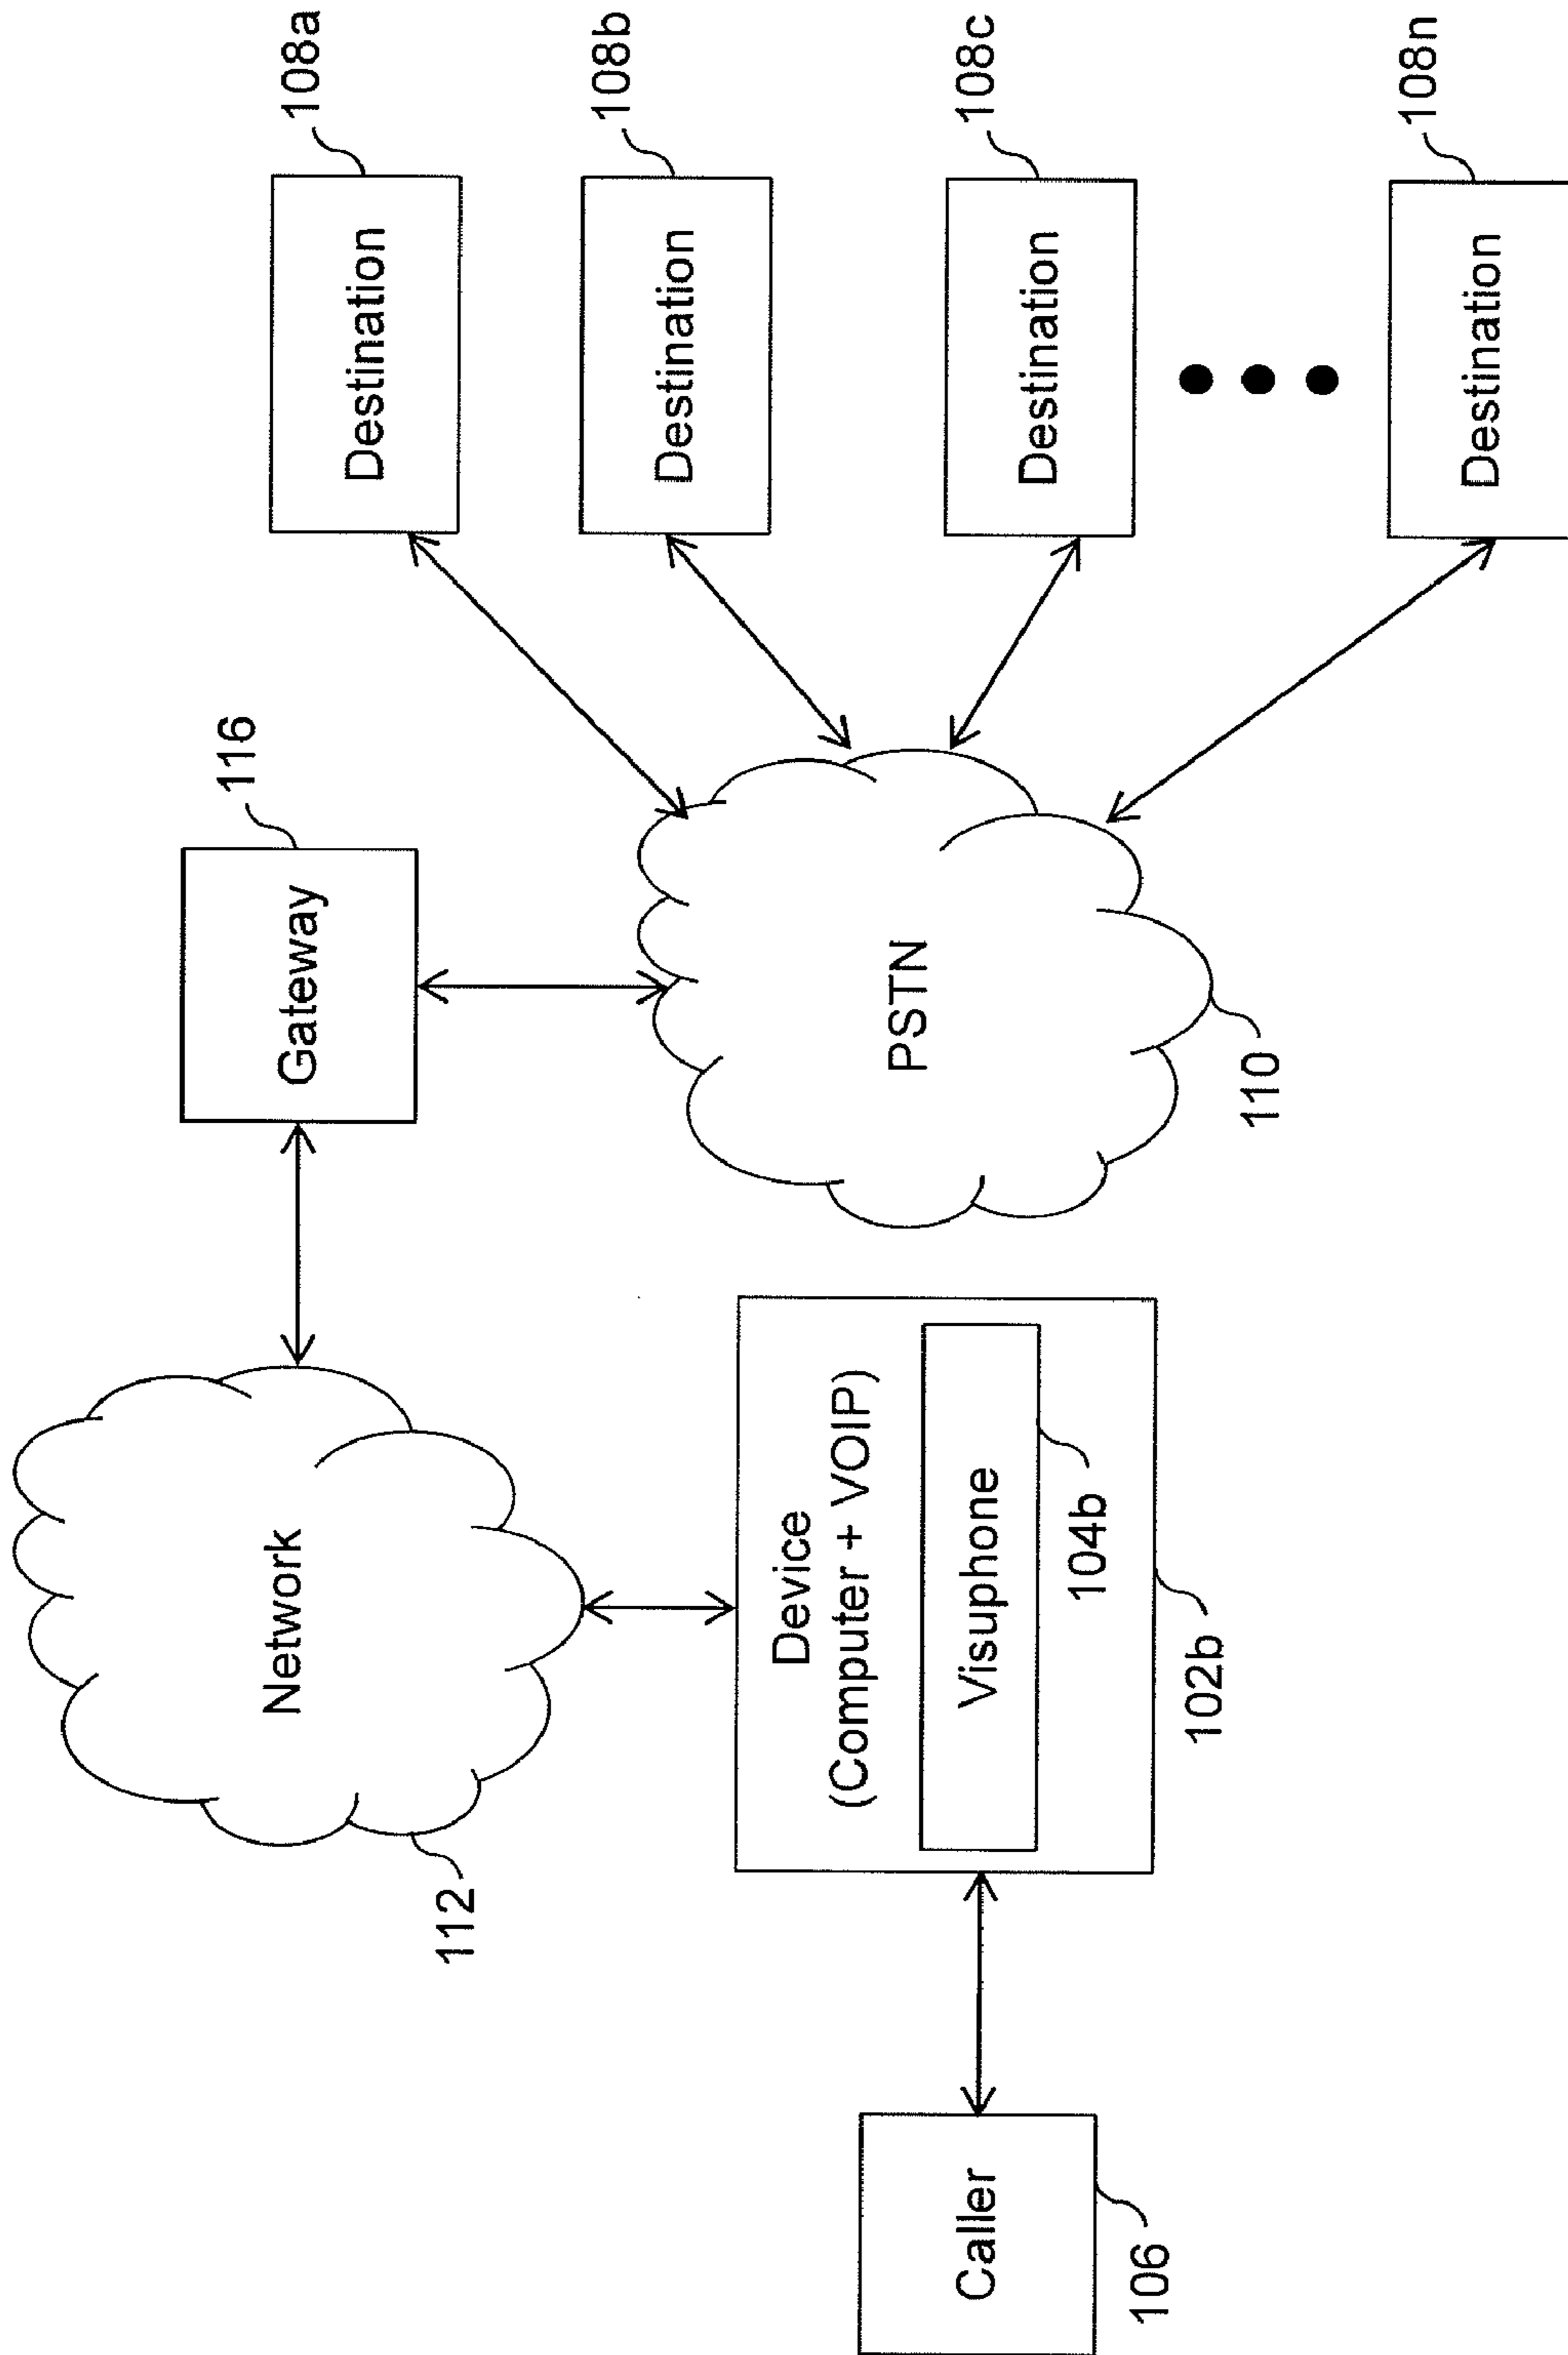 Network
112
Gateway
116
Caller
106
Device
(Computer + VOIP)
Visuphone
104b
102b
PSTN
110
Destination
108a
Destination
108b
Destination
108c
Destination
108n